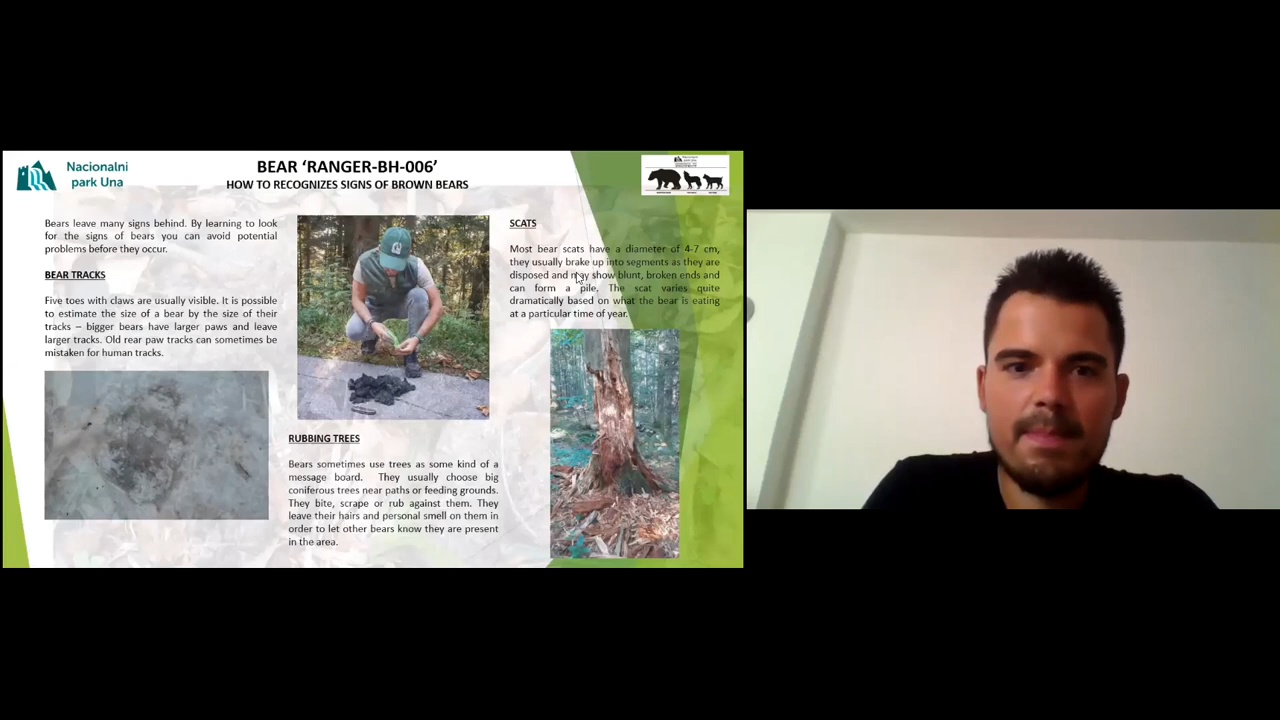 Nacionalni
park Una
BEAR ‘RANGER-BH-006’
HOW TO RECOGNIZES SIGNS OF BROWN BEARS
Bears leave many signs behind. By learning to look
for the signs of bears you can avoid potential
problems before they occur.
BEAR TRACKS
Five toes with claws are usually visible. It is possible
to estimate the size of a bear by the size of their
tracks – bigger bears have larger paws and leave
larger tracks. Old rear paw tracks can sometimes be
mistaken for human tracks.
RUBBING TREES
Bears sometimes use trees as some kind of a
message board. They usually choose big
coniferous trees near paths or feeding grounds.
They bite, scrape or rub against them. They
leave their hairs and personal smell on them in
order to let other bears know they are present
in the area.
SCATS
Most bear scats have a diameter of 4-7 cm,
they usually brake up into segments as they are
disposed and may show blunt, broken ends and
can form a pile. The scat varies quite
dramatically based on what the bear is eating
at a particular time of year.